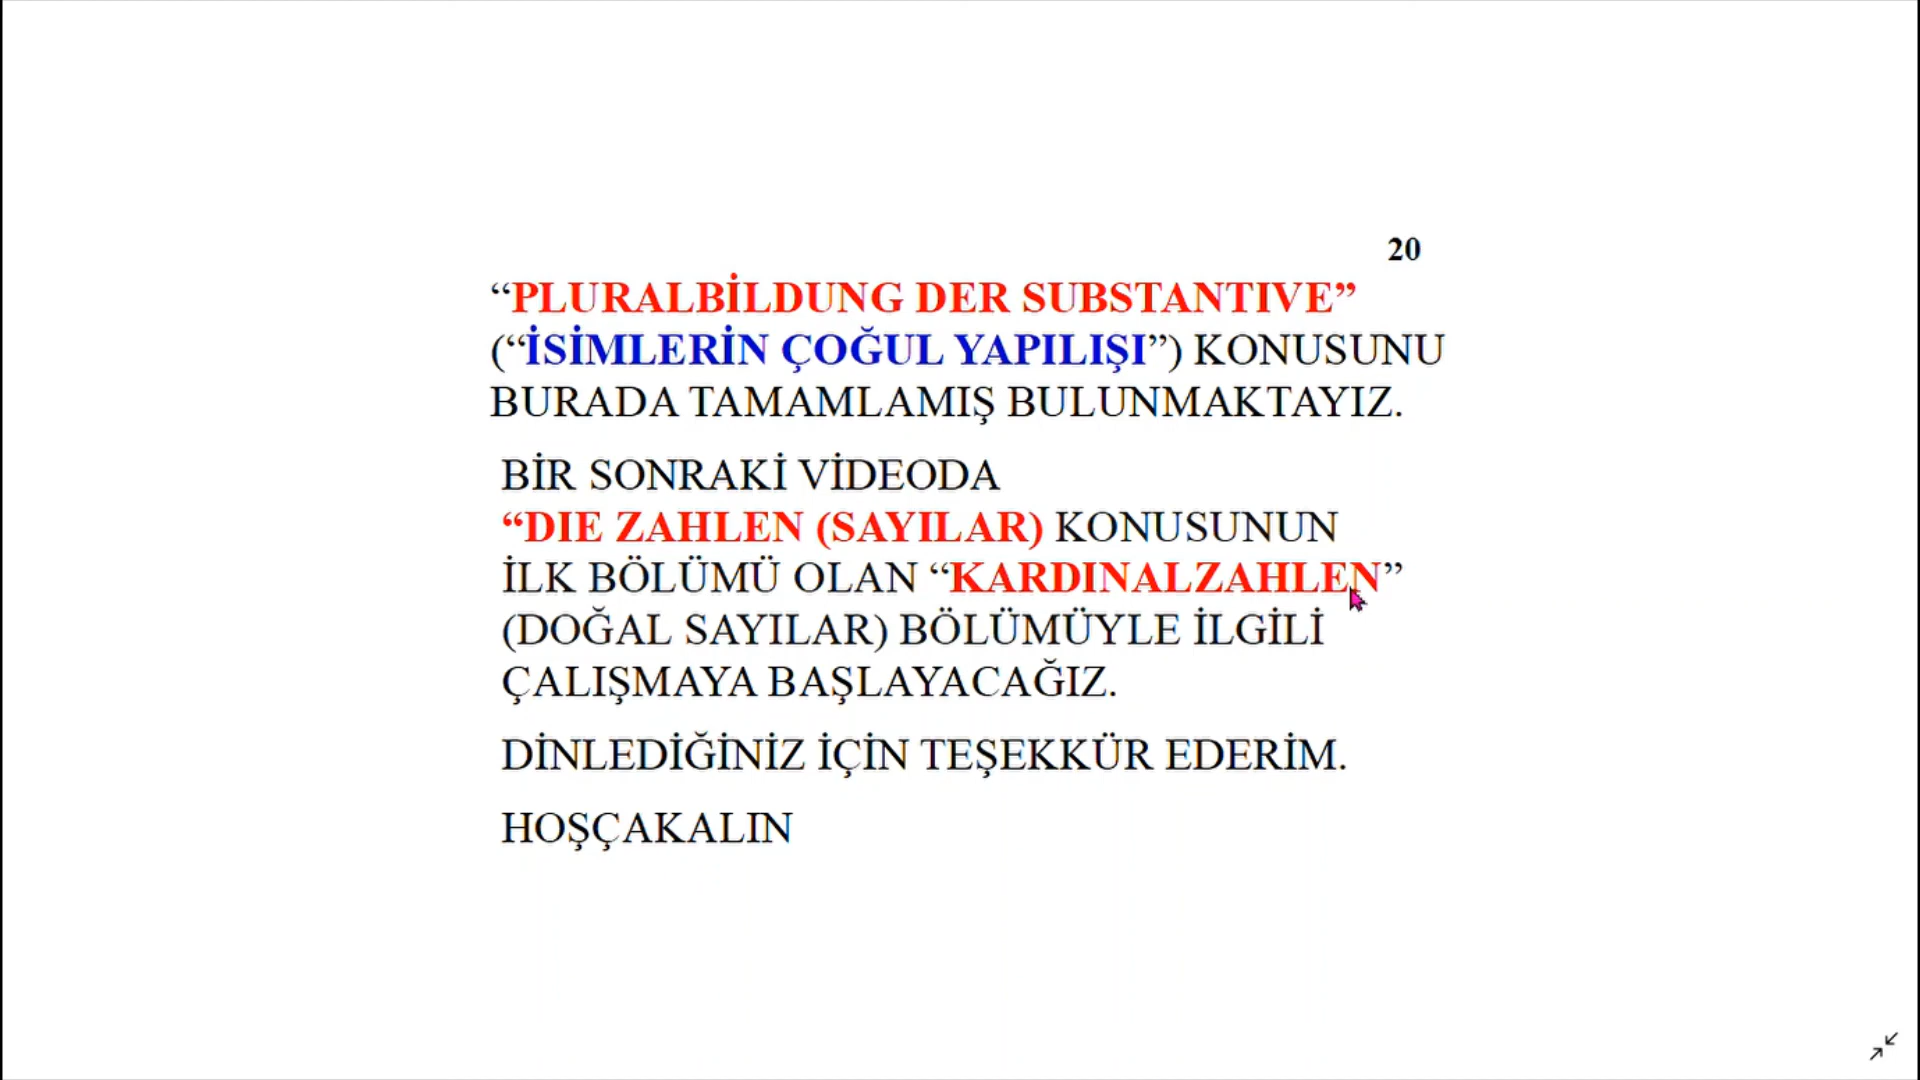 20
“PLURALBİLDUNG DER SUBSTANTIVE”
(“İSİMLERİN ÇOĞUL YAPILIŞI”) KONUSUNU
BURADA TAMAMLAMIŞ BULUNMAKTAYIZ.
BİR SONRAKİ VİDEODA
“DIE ZAHLEN (SAYILAR) KONUSUNUN
İLK BÖLÜMÜ OLAN “KARDINALZAHLEN”
(DOĞAL SAYILAR) BÖLÜMÜYLE İLGİLİ
ÇALIŞMAYA BAŞLAYACAĞIZ.
DİNLEDİĞİNİZ İÇİN TEŞEKKÜR EDERİM.
HOŞÇAKALIN